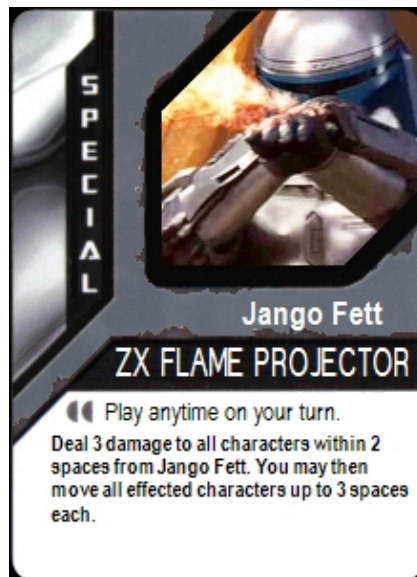 SPECIAL
Jango Fett
ZX FLAME PROJECTOR
Play anytime on your turn.
Deal 3 damage to all characters within 2
spaces from Jango Fett. You may then
move all effected characters up to 3 spaces
each.